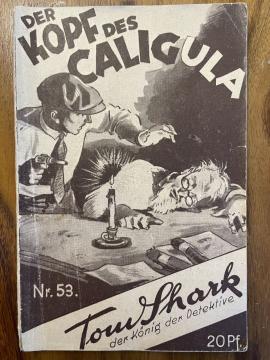 DER
KOPF DES
CALIGULA
Nr. 53.
Tom Shark
der König der Detektive
20 Pf.